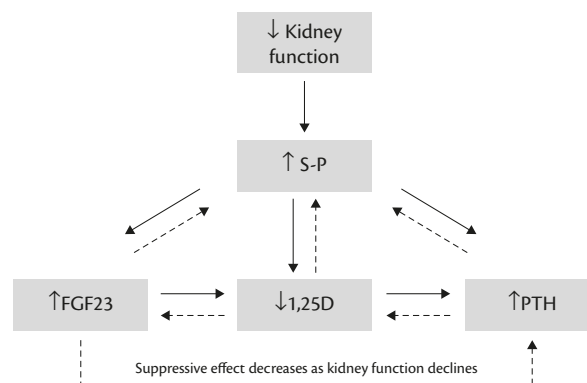 ↓ Kidney
function
↑ S-P
↑FGF23
↓1,25D
↑PTH
Suppressive effect decreases as kidney function declines